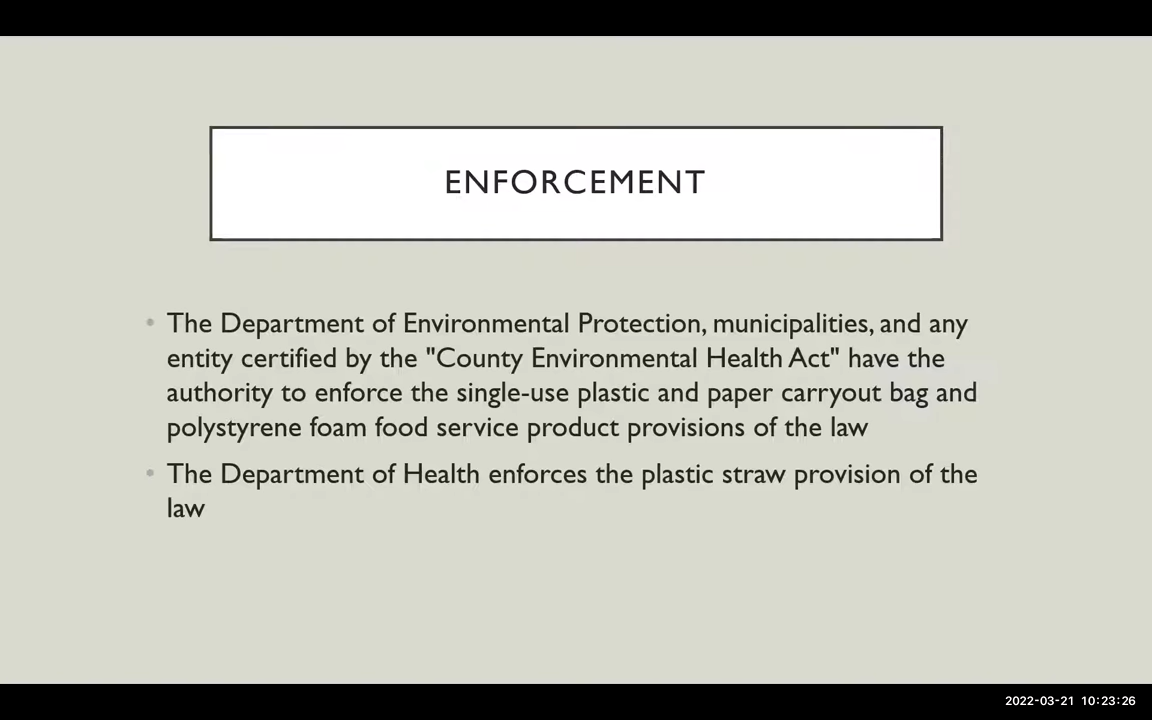 ENFORCEMENT
• The Department of Environmental Protection, municipalities, and any
entity certified by the "County Environmental Health Act" have the
authority to enforce the single-use plastic and paper carryout bag and
polystyrene foam food service product provisions of the law
• The Department of Health enforces the plastic straw provision of the
law
2022-03-21 10:23:26